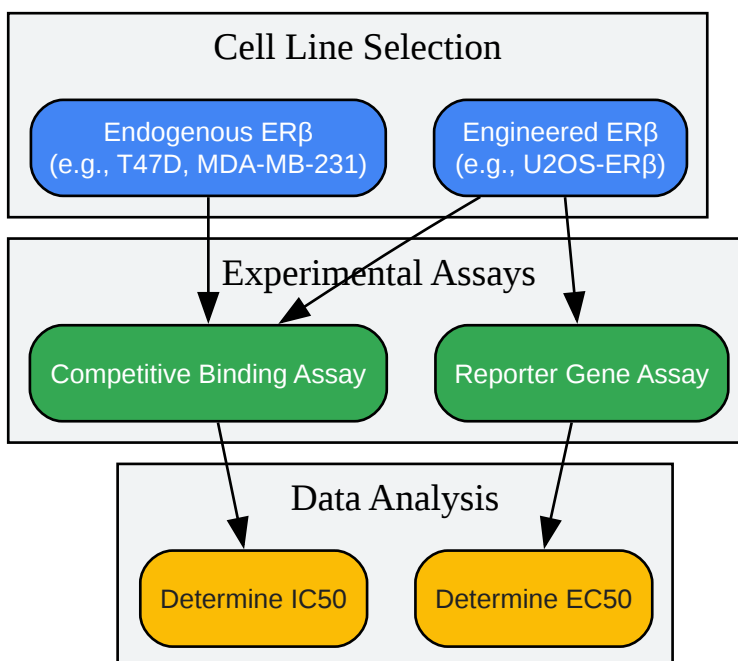 Cell Line Selection
Endogenous ERβ
(e.g., T47D, MDA-MB-231)
Engineered ERβ
(e.g., U2OS-ERβ)
Experimental Assays
Competitive Binding Assay
Reporter Gene Assay
Data Analysis
Determine IC50
Determine EC50